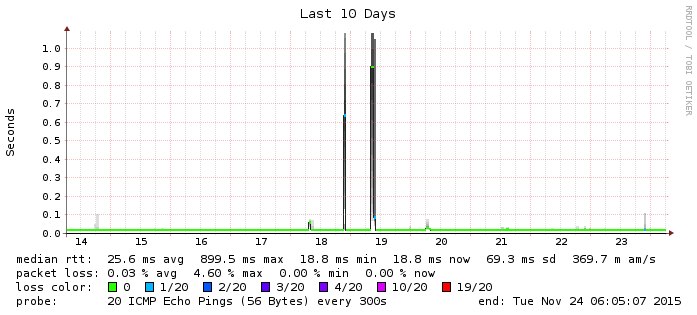 Last 10 Days
RRDTOOL / TOBI OETIKER
Seconds
1.0
0.9
0.8
0.7
0.6
0.5
0.4
0.3
0.2
0.1
0.0
14 15 16 17 18 19 20 21 22 23
median rtt: 25.6 ms avg 899.5 ms max 18.8 ms min 18.8 ms now 69.3 ms sd 369.7 m am/s
packet loss: 0.03 % avg 4.60 % max 0.00 % min 0.00 % now
loss color: 0 1/20 2/20 3/20 4/20 10/20 19/20
probe: 20 ICMP Echo Pings (56 Bytes) every 300s end: Tue Nov 24 06:05:07 2015